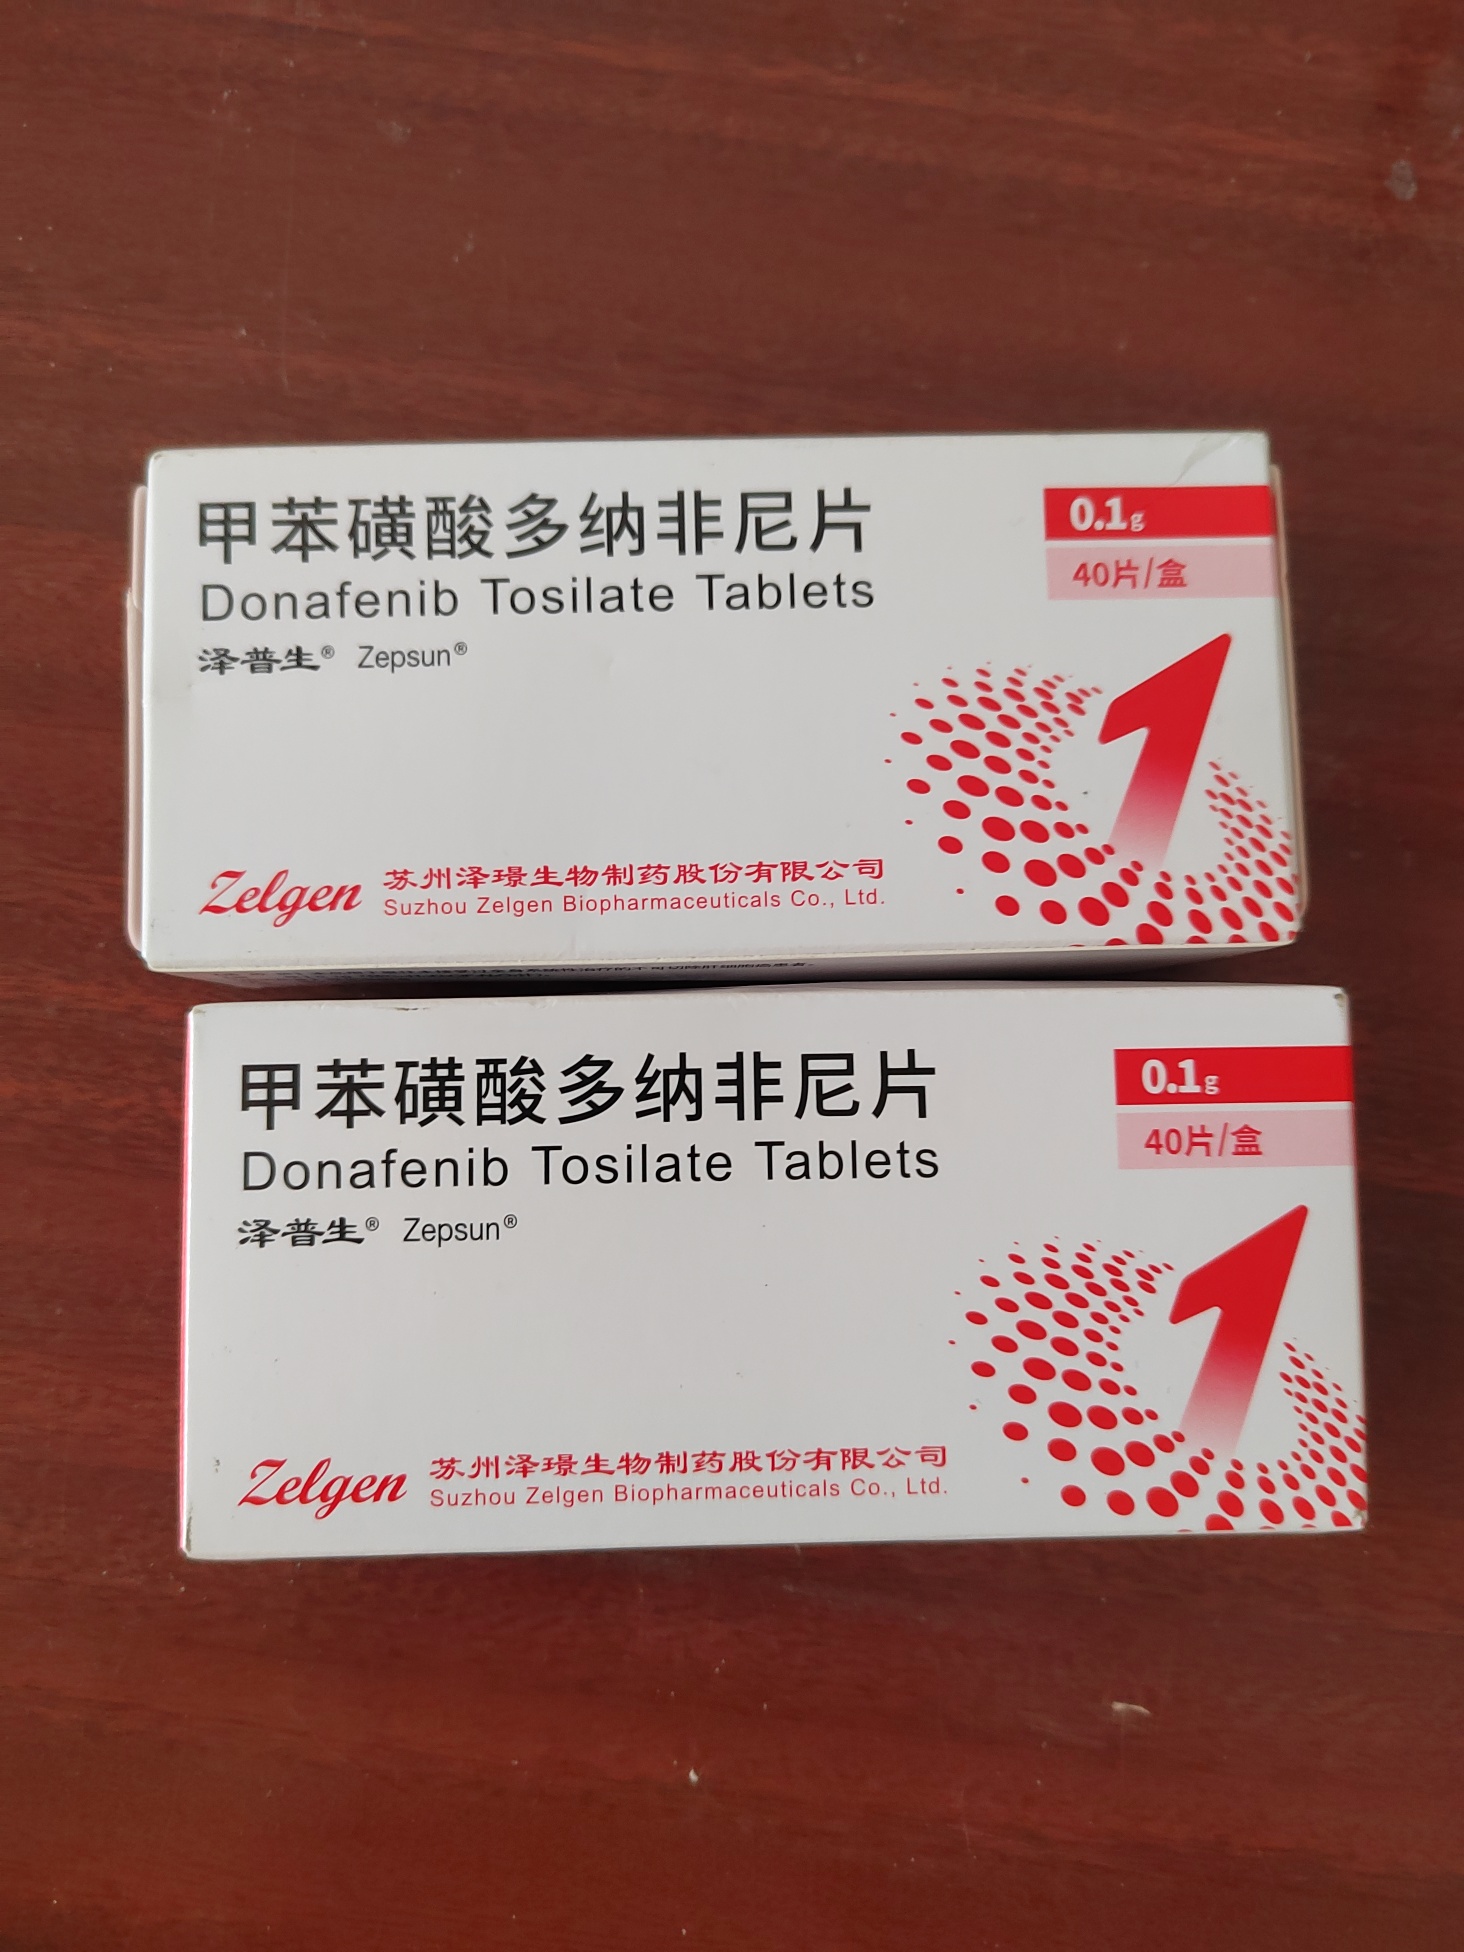 甲苯磺酸多纳非尼片
Donafenib Tosilate Tablets
泽普生® Zepsun®
0.1g
40片/盒
1
Zelgen
苏州泽璟生物制药股份有限公司
Suzhou Zelgen Biopharmaceuticals Co., Ltd.
甲苯磺酸多纳非尼片
Donafenib Tosilate Tablets
泽普生® Zepsun®
0.1g
40片/盒
1
Zelgen
苏州泽璟生物制药股份有限公司
Suzhou Zelgen Biopharmaceuticals Co., Ltd.